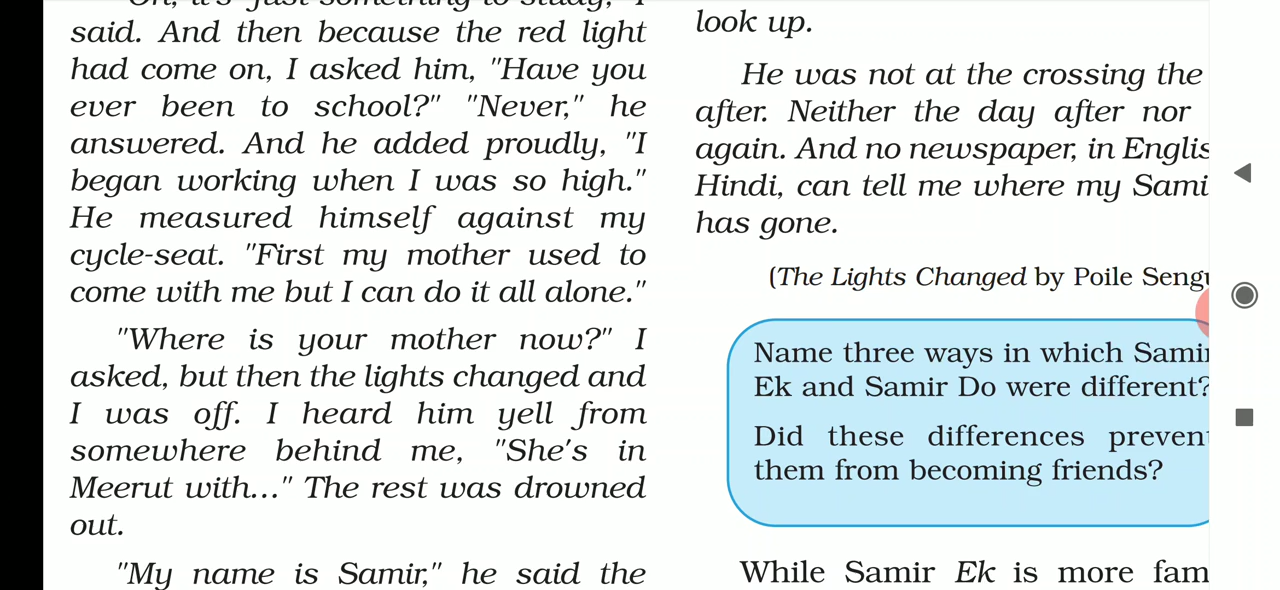 said. And then because the red light
had come on, I asked him, "Have you
ever been to school?" "Never," he
answered. And he added proudly, "I
began working when I was so high."
He measured himself against my
cycle-seat. "First my mother used to
come with me but I can do it all alone."
"Where is your mother now?" I
asked, but then the lights changed and
I was off. I heard him yell from
somewhere behind me, "She's in
Meerut with..." The rest was drowned
out.
"My name is Samir," he said the
look up.
He was not at the crossing the
after. Neither the day after nor
again. And no newspaper, in Englis
Hindi, can tell me where my Sami
has gone.
(The Lights Changed by Poile Sengu
Name three ways in which Samir
Ek and Samir Do were different?
Did these differences prevent
them from becoming friends?
While Samir Ek is more fam